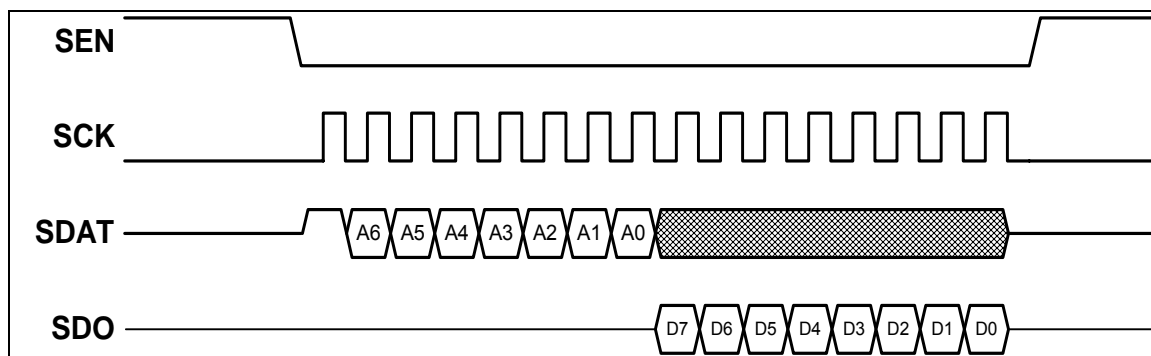 SEN
SCK
SDAT A6 A5 A4 A3 A2 A1 A0
SDO D7 D6 D5 D4 D3 D2 D1 D0